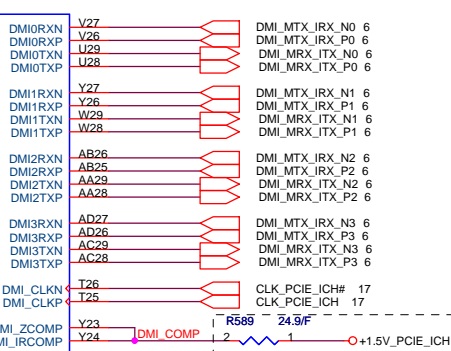 DMI0RXN V27 DMI_MTX_IRX_N0 6
DMI0RXP V26 DMI_MTX_IRX_P0 6
DMI0TXN U29 DMI_MRX_ITX_N0 6
DMI0TXP U28 DMI_MRX_ITX_P0 6
DMI1RXN Y27 DMI_MTX_IRX_N1 6
DMI1RXP Y26 DMI_MTX_IRX_P1 6
DMI1TXN W29 DMI_MRX_ITX_N1 6
DMI1TXP W28 DMI_MRX_ITX_P1 6
DMI2RXN AB26 DMI_MTX_IRX_N2 6
DMI2RXP AB25 DMI_MTX_IRX_P2 6
DMI2TXN AA29 DMI_MRX_ITX_N2 6
DMI2TXP AA28 DMI_MRX_ITX_P2 6
DMI3RXN AD27 DMI_MTX_IRX_N3 6
DMI3RXP AD26 DMI_MTX_IRX_P3 6
DMI3TXN AC29 DMI_MRX_ITX_N3 6
DMI3TXP AC28 DMI_MRX_ITX_P3 6
DMI_CLKN T26 CLK_PCIE_ICH# 17
DMI_CLKP T25 CLK_PCIE_ICH 17
R589 24.9/F
MI_ZCOMP Y23
MI_IRCOMP Y24 DMI_COMP 2 1 +1.5V_PCIE_ICH